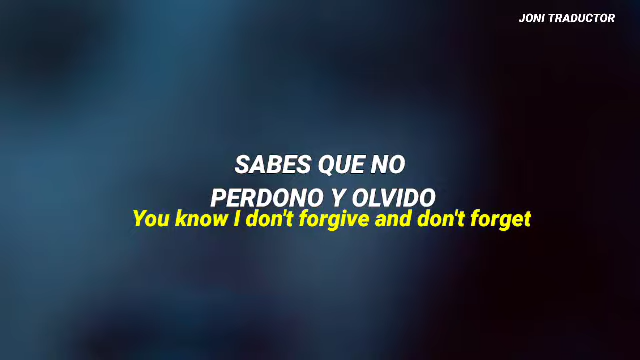 JONI TRADUCTOR
SABES QUE NO
PERDONO Y OLVIDO
You know I don't forgive and don't forget